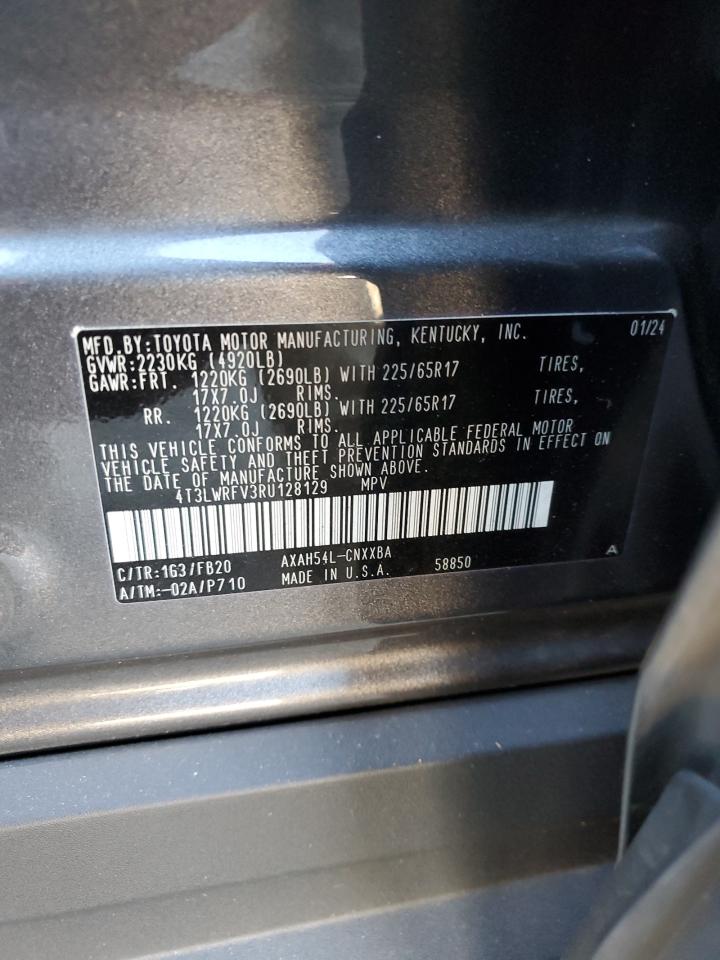 MFD.BY:TOYOTA MOTOR MANUFACTURING, KENTUCKY, INC. 01/24
GVWR:2230KG (4920LB)
GAWR:FRT. 1220KG (2690LB) WITH 225/65R17 TIRES,
17X7.0J RIMS.
RR. 1220KG (2690LB) WITH 225/65R17 TIRES,
17X7.0J RIMS.
THIS VEHICLE CONFORMS TO ALL APPLICABLE FEDERAL MOTOR
VEHICLE SAFETY AND THEFT PREVENTION STANDARDS IN EFFECT ON
THE DATE OF MANUFACTURE SHOWN ABOVE.
4T3LWRFV3RU128129 MPV
C/TR:1G3/FB20 AXAH54L-CNXXBA A
A/TM:-02A/P710 MADE IN U.S.A. 58850